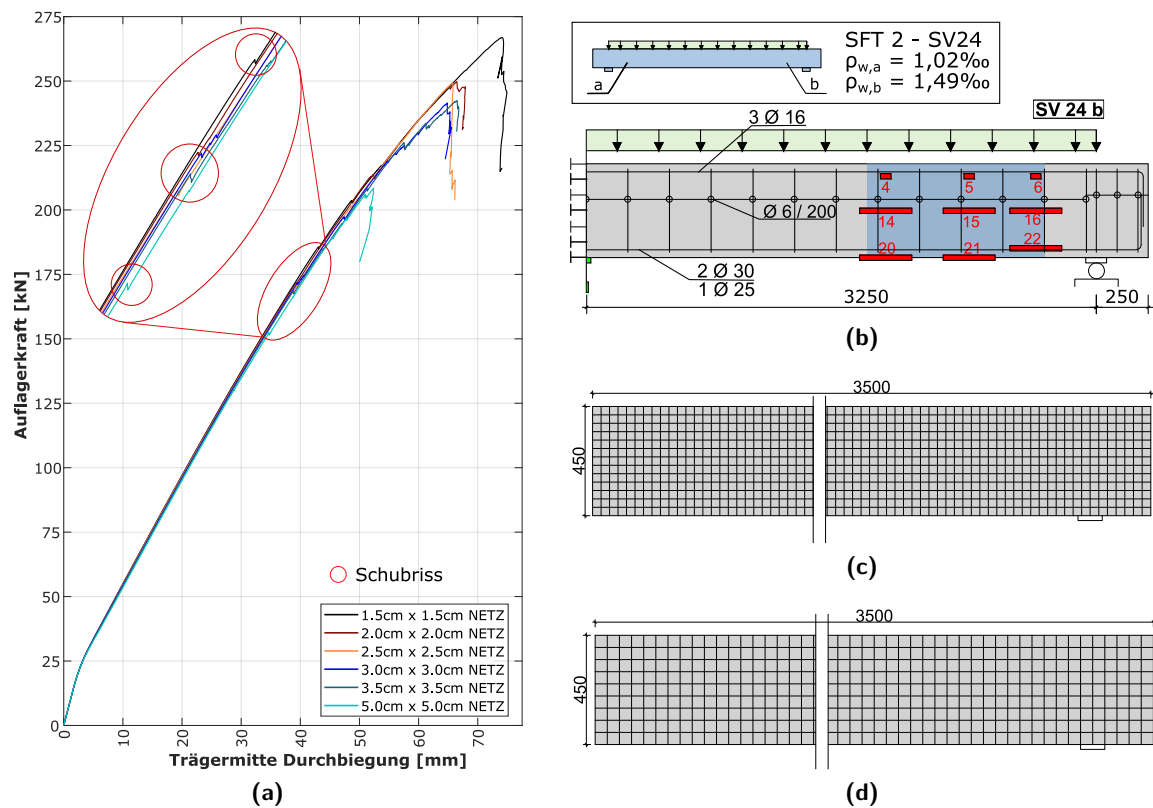 275
250
225
200
175
150
125
100
75
50
25
0
Auflagerkraft [kN]
0
10
20
30
40
50
60
70
Trägermitte Durchbiegung [mm]
Schubriss
1.5cm x 1.5cm NETZ
2.0cm x 2.0cm NETZ
2.5cm x 2.5cm NETZ
3.0cm x 3.0cm NETZ
3.5cm x 3.5cm NETZ
5.0cm x 5.0cm NETZ
(a)
SFT 2 - SV24
ρw,a = 1,02‰
ρw,b = 1,49‰
a
b
SV 24 b
3 Ø 16
4
5
6
Ø 6 / 200
14
15
16
20
21
22
2 Ø 30
1 Ø 25
3250
250
(b)
3500
450
(c)
3500
450
(d)